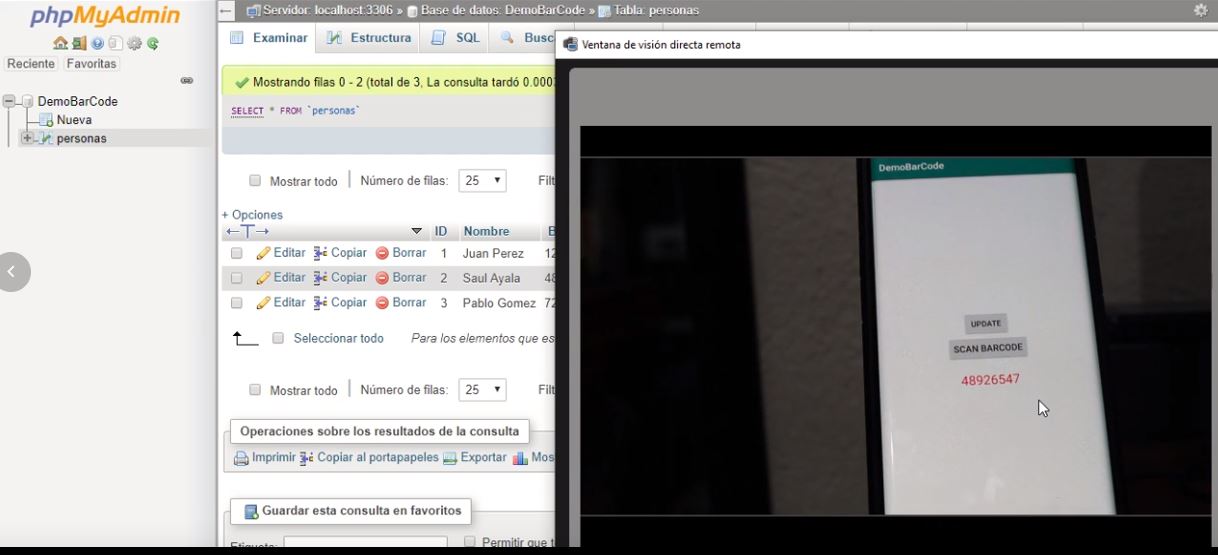 phpMyAdmin
Reciente Favoritas
DemoBarCode
Nueva
personas
Servidor: localhost:3306 » Base de datos: DemoBarCode » Tabla: personas
Examinar Estructura SQL Busc
Mostrando filas 0 - 2 (total de 3, La consulta tardó 0.000
SELECT * FROM `personas`
Mostrar todo Número de filas: 25 Filt
+ Opciones
ID Nombre B
Editar Copiar Borrar 1 Juan Perez 12
Editar Copiar Borrar 2 Saul Ayala 48
Editar Copiar Borrar 3 Pablo Gomez 72
Seleccionar todo Para los elementos que es
Mostrar todo Número de filas: 25 Filt
Operaciones sobre los resultados de la consulta
Imprimir Copiar al portapapeles Exportar Mos
Guardar esta consulta en favoritos
Etiqueta: Permitir que t
Ventana de visión directa remota
DemoBarCode
UPDATE
SCAN BARCODE
48926547